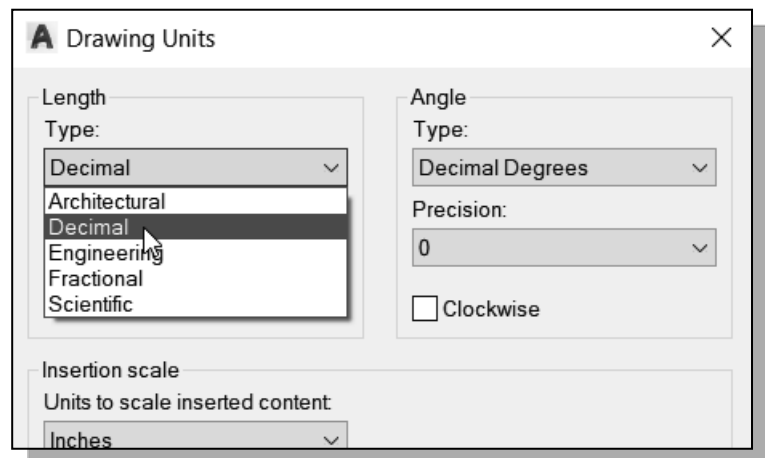 Drawing Units
Length
Type:
Decimal
Architectural
Decimal
Engineering
Fractional
Scientific
Angle
Type:
Decimal Degrees
Precision:
0
Clockwise
Insertion scale
Units to scale inserted content:
Inches